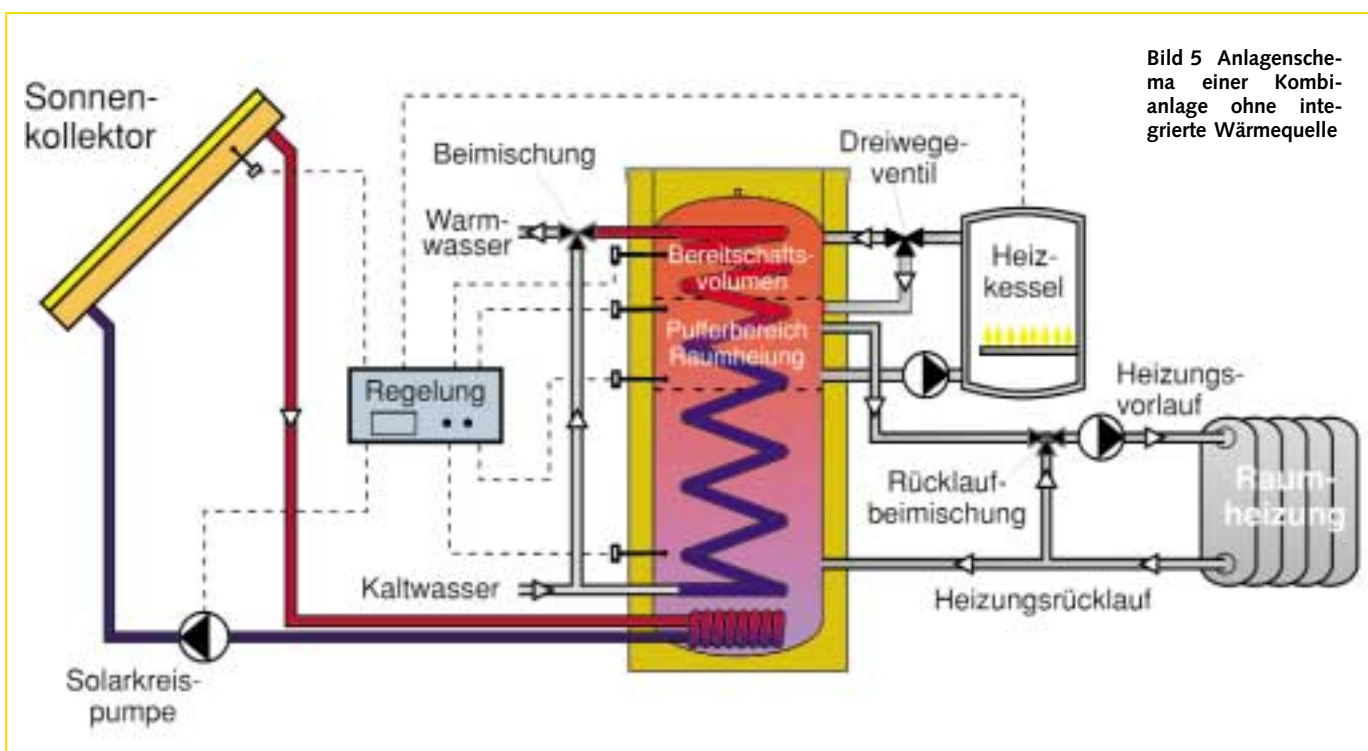 Bild 5 Anlagensche-
ma einer Kombi-
anlage ohne inte-
grierte Wärmequelle
Sonnen-
kollektor
Beimischung
Dreiwege-
ventil
Warm-
wasser
Bereitschafts-
volumen
Heiz-
kessel
Pufferbereich
Raumheiung
Regelung
Heizungs-
vorlauf
Rücklauf-
beimischung
Raum-
heizung
Kaltwasser
Heizungsrücklauf
Solarkreis-
pumpe